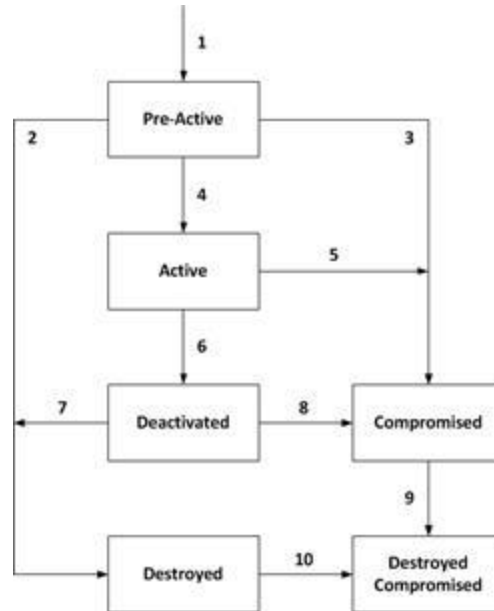 1
Pre-Active
2
3
4
Active
5
6
7
Deactivated
8
Compromised
9
Destroyed
10
Destroyed
Compromised